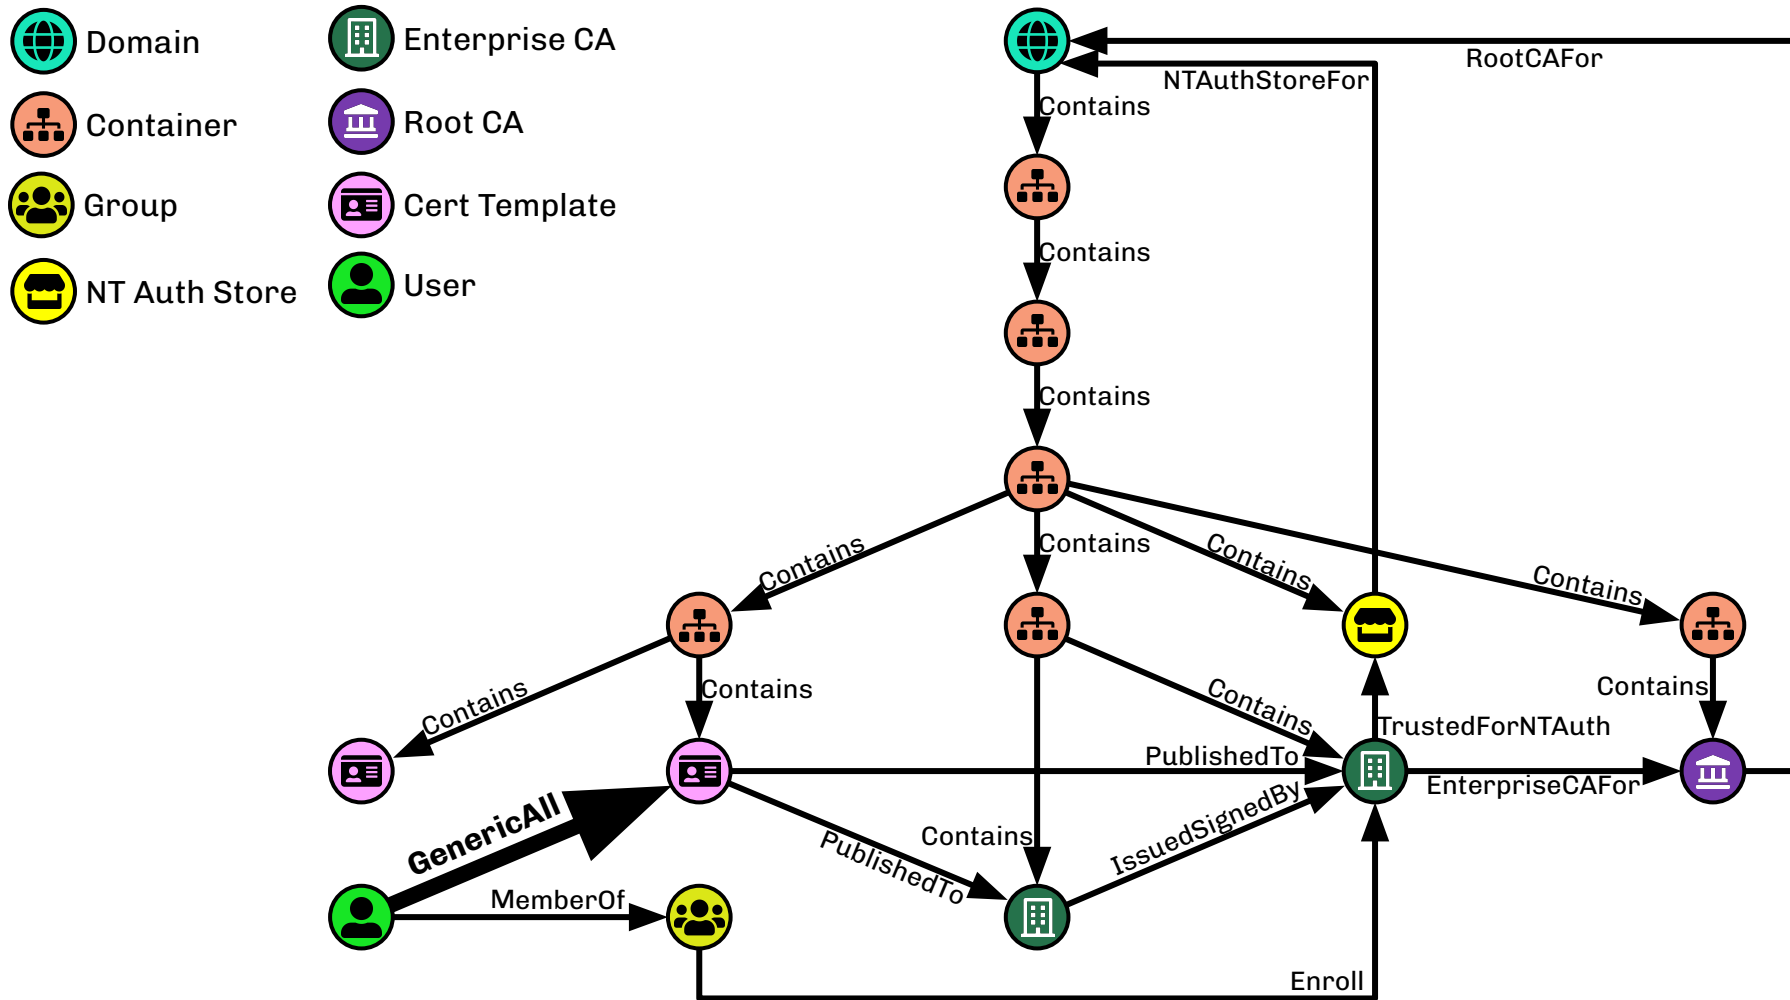 Domain
Enterprise CA
Container
Root CA
Group
Cert Template
NT Auth Store
User
RootCAFor
NTAuthStoreFor
Contains
Contains
Contains
Contains
Contains
Contains
Contains
Contains
Contains
Contains
Contains
TrustedForNTAuth
PublishedTo
EnterpriseCAFor
GenericAll
PublishedTo
Contains
IssuedSignedBy
MemberOf
Enroll